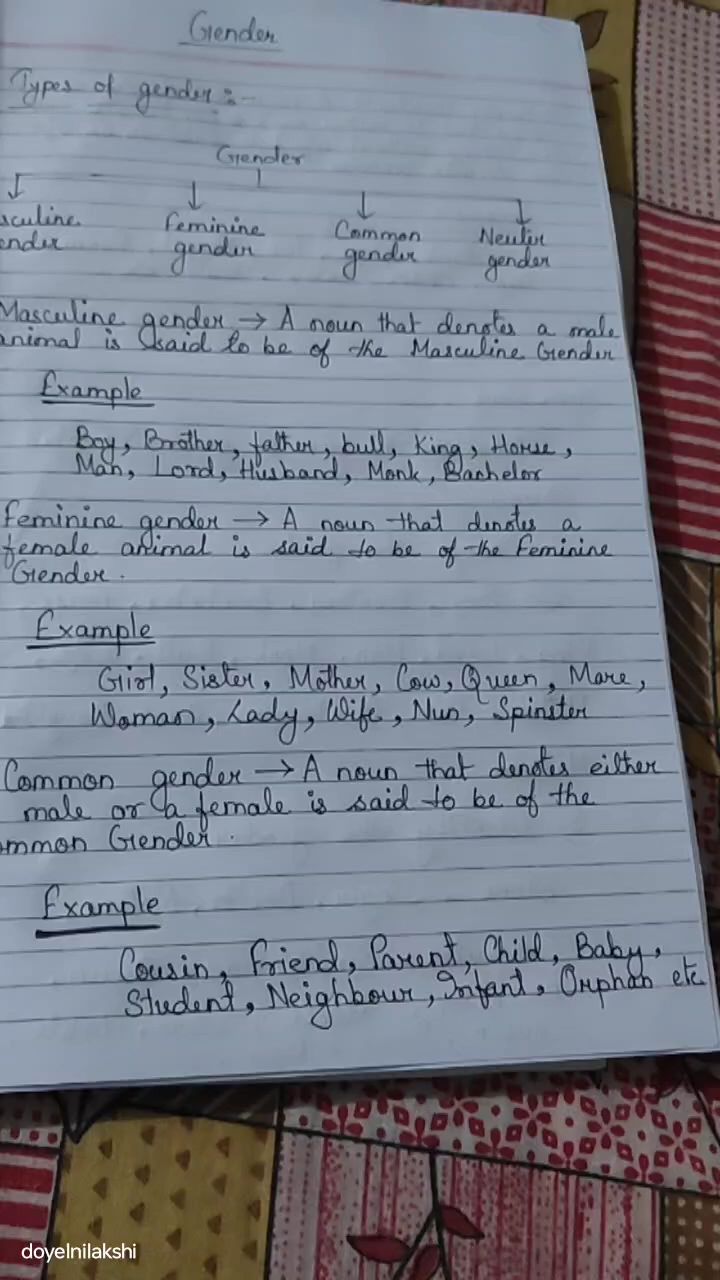 Gender
Types of gender :-
Gender
sculine Feminine Common Neuter
ender gender gender gender
Masculine gender → A noun that denotes a male
animal is said to be of the Masculine Gender
Example
Boy, Brother, father, bull, King, Horse,
Man, Lord, Husband, Monk, Bachelor
Feminine gender → A noun that denotes a
female animal is said to be of the Feminine
Gender.
Example
Girl, Sister, Mother, Cow, Queen, Mare,
Woman, Lady, Wife, Nun, Spinster
Common gender → A noun that denotes either
male or a female is said to be of the
ommon Gender.
Example
Cousin, Friend, Parent, Child, Baby,
Student, Neighbour, Infant, Orphan etc
doyelnilakshi